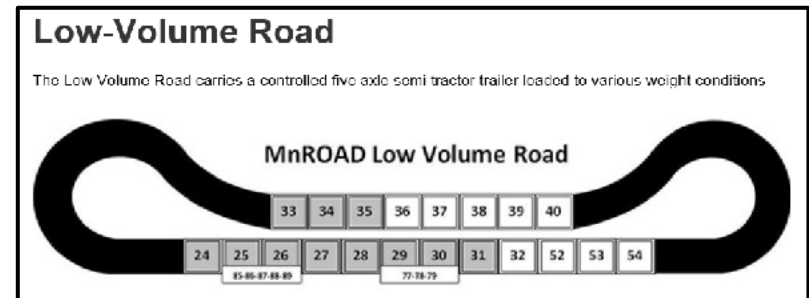 Low-Volume Road
The Low Volume Road carries a controlled five axle semi tractor trailer loaded to various weight conditions
MnROAD Low Volume Road
33 34 35 36 37 38 39 40
24 25 26 27 28 29 30 31 32 52 53 54
85-86-87-88-89 77-78-79